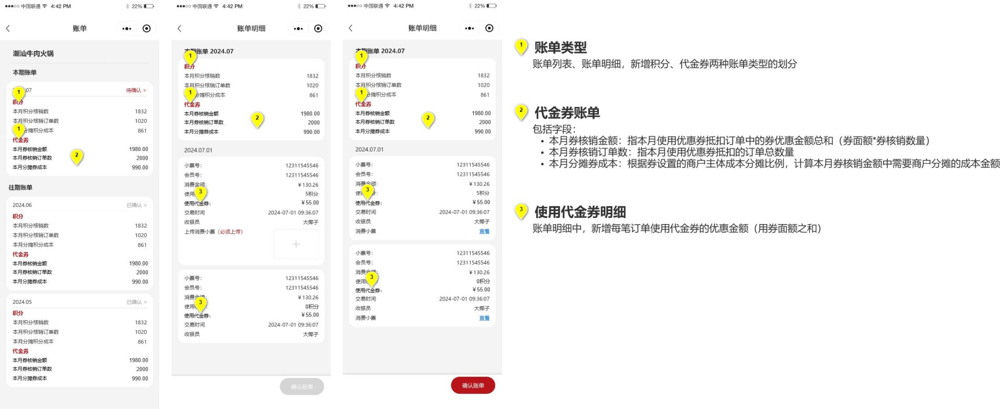 中国联通 4:42 PM 22%
账单
潮汕牛肉火锅
本期账单
1 07 待确认 >
积分
本月积分核销数 1832
本月积分核销订单数 1020
1 分摊积分成本 861
代金券
本月券核销金额 1980.00
本月券核销订单数 2 2000
本月分摊券成本 990.00
往期账单
2024.06 已确认 >
积分
本月积分核销数 1832
本月积分核销订单数 1020
本月分摊积分成本 861
代金券
本月券核销金额 1980.00
本月券核销订单数 2000
本月分摊券成本 990.00
2024.05 已确认 >
积分
本月积分核销数 1832
本月积分核销订单数 1020
本月分摊积分成本 861
代金券
本月券核销金额 1980.00
本月券核销订单数 2000
本月分摊券成本 990.00
中国联通 4:42 PM 22%
账单明细
本期账单 2024.07
1
积分
本月积分核销数 1832
本月积分核销订单数 1020
1 分摊积分成本 861
代金券
本月券核销金额 1980.00
2
本月券核销订单数 2000
本月分摊券成本 990.00
2024.07.01
小票号： 12311545546
会员号： 12311545546
消费金额： ¥130.26
使用 3 5积分
使用代金券： ¥55.00
交易时间 2024-07-01 09:36:07
收银员 大椰子
上传消费小票（必须上传）
+
小票号： 12311545546
会员号： 12311545546
消费金额： ¥130.26
使用 3 0积分
使用代金券： ¥55.00
交易时间 2024-07-01 09:36:07
收银员 大椰子
确认账单
中国联通 4:42 PM 22%
账单明细
本期账单 2024.07
1
积分
本月积分核销数 1832
本月积分核销订单数 1020
1 分摊积分成本 861
代金券
本月券核销金额 1980.00
2
本月券核销订单数 2000
本月分摊券成本 990.00
2024.07.01
小票号： 12311545546
会员号： 12311545546
消费金额： ¥130.26
使用 3 分： 5积分
使用代金券： ¥55.00
交易时间 2024-07-01 09:36:07
收银员 大椰子
消费小票 查看
小票号： 12311545546
会员号： 12311545546
消费金额： ¥130.26
使用 3 0积分
使用代金券： ¥55.00
交易时间 2024-07-01 09:36:07
收银员 大椰子
消费小票 查看
确认账单
1 账单类型
账单列表、账单明细，新增积分、代金券两种账单类型的划分
2 代金券账单
包括字段：
• 本月券核销金额：指本月使用优惠券抵扣订单中的券优惠金额总和（券面额*券核销数量）
• 本月券核销订单数：指本月使用优惠券抵扣的订单总数量
• 本月分摊券成本：根据券设置的商户主体成本分摊比例，计算本月券核销金额中需要商户分摊的成本金额
3 使用代金券明细
账单明细中，新增每笔订单使用代金券的优惠金额（用券面额之和）